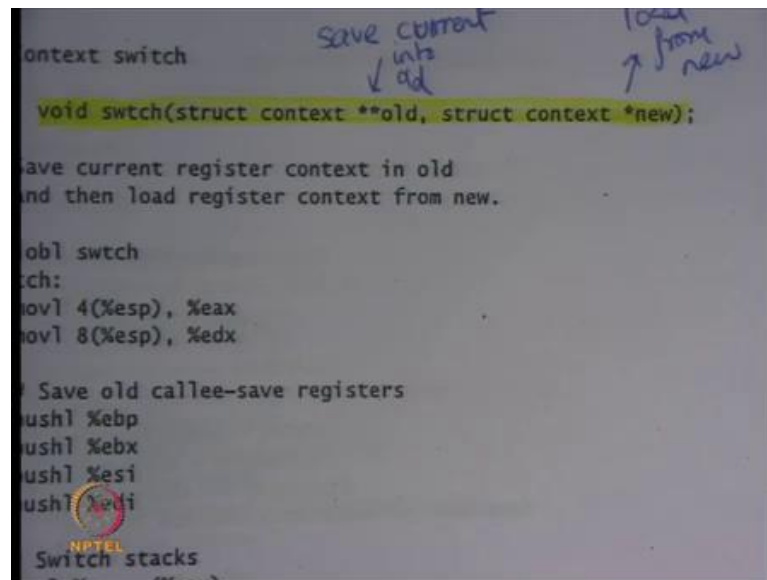 save current
into
old
load
from
new
ontext switch
void swtch(struct context **old, struct context *new);
ave current register context in old
nd then load register context from new.
obl swtch
tch:
ovl 4(%esp), %eax
ovl 8(%esp), %edx
# Save old callee-save registers
ushl %ebp
ushl %ebx
ushl %esi
ushl %edi
NPTEL
Switch stacks